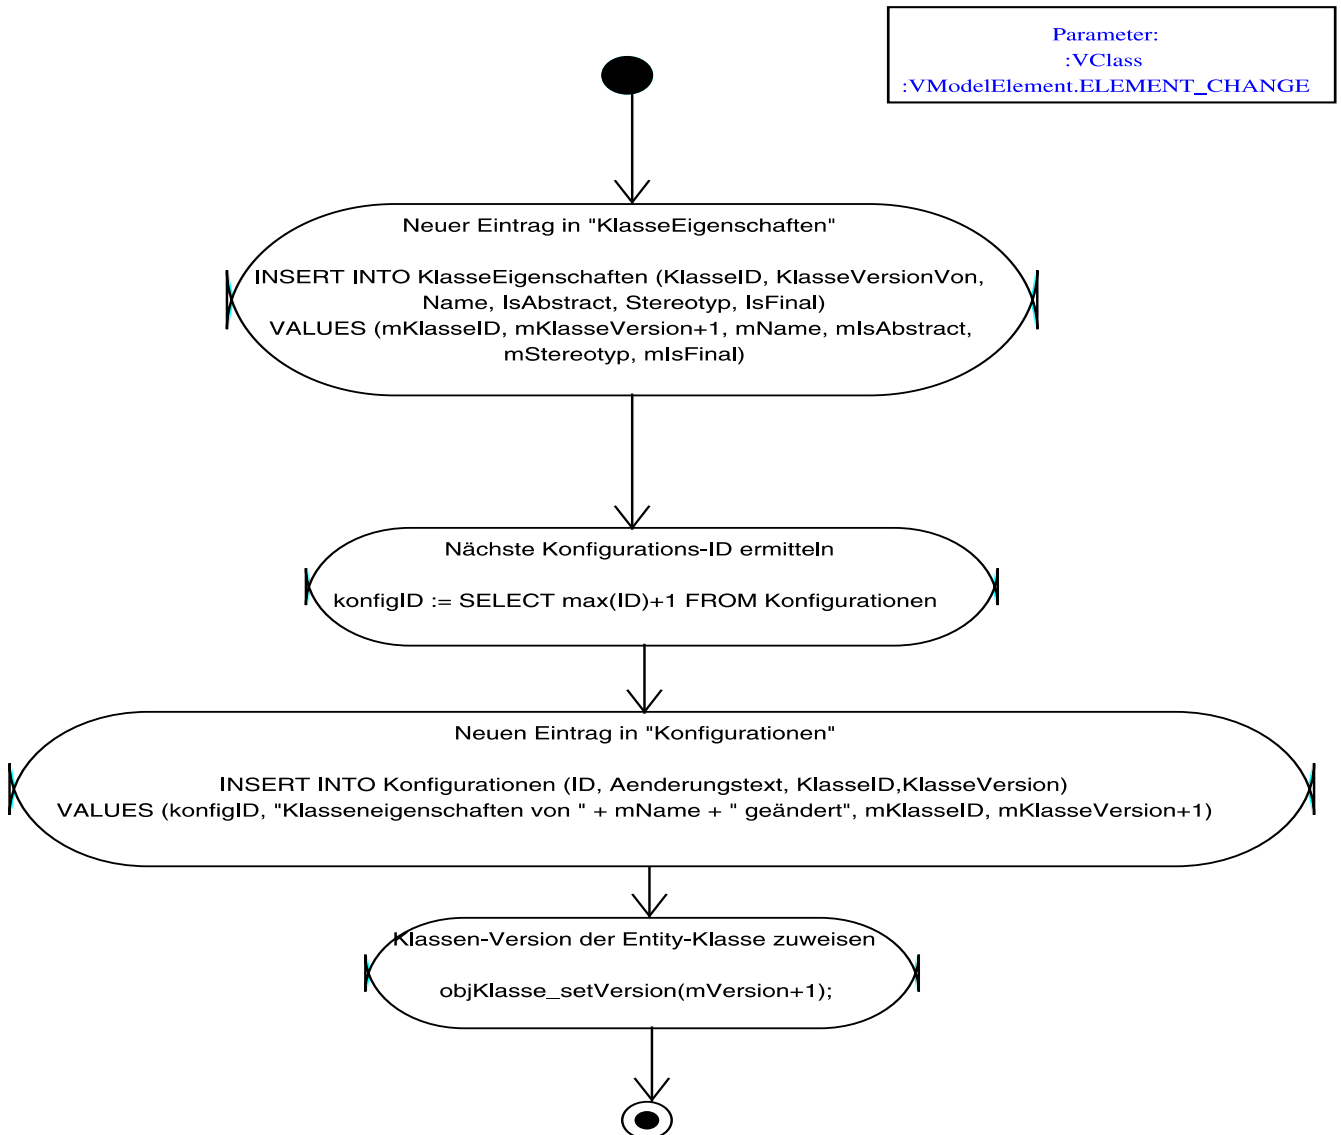 Parameter:
:VClass
:VModelElement.ELEMENT_CHANGE
Neuer Eintrag in "KlasseEigenschaften"
INSERT INTO KlasseEigenschaften (KlasseID, KlasseVersionVon,
Name, IsAbstract, Stereotyp, IsFinal)
VALUES (mKlasseID, mKlasseVersion+1, mName, mIsAbstract,
mStereotyp, mIsFinal)
Nächste Konfigurations-ID ermitteln
konfigID := SELECT max(ID)+1 FROM Konfigurationen
Neuen Eintrag in "Konfigurationen"
INSERT INTO Konfigurationen (ID, Aenderungstext, KlasseID,KlasseVersion)
VALUES (konfigID, "Klasseneigenschaften von " + mName + " geändert", mKlasseID, mKlasseVersion+1)
Klassen-Version der Entity-Klasse zuweisen
objKlasse_setVersion(mVersion+1);